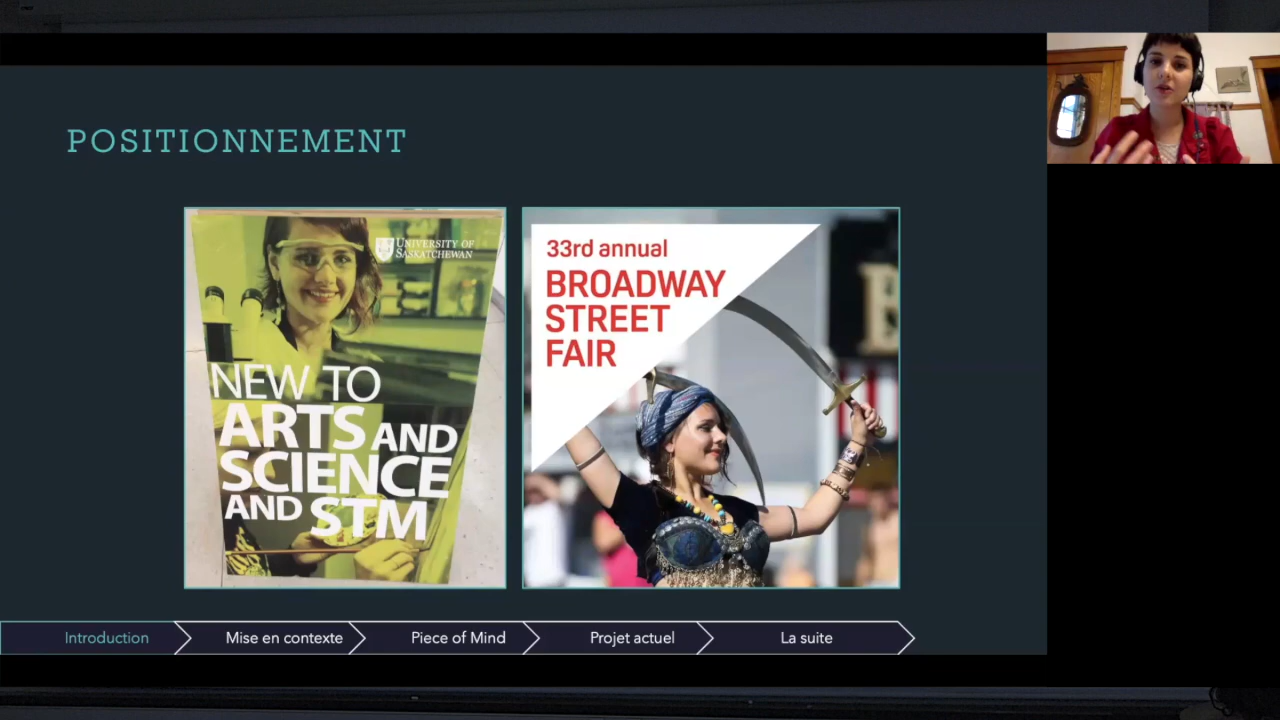 POSITIONNEMENT
UNIVERSITY OF
SASKATCHEWAN
NEW TO
ARTS AND
SCIENCE
AND STM
33rd annual
BROADWAY
STREET
FAIR
Introduction
Mise en contexte
Piece of Mind
Projet actuel
La suite